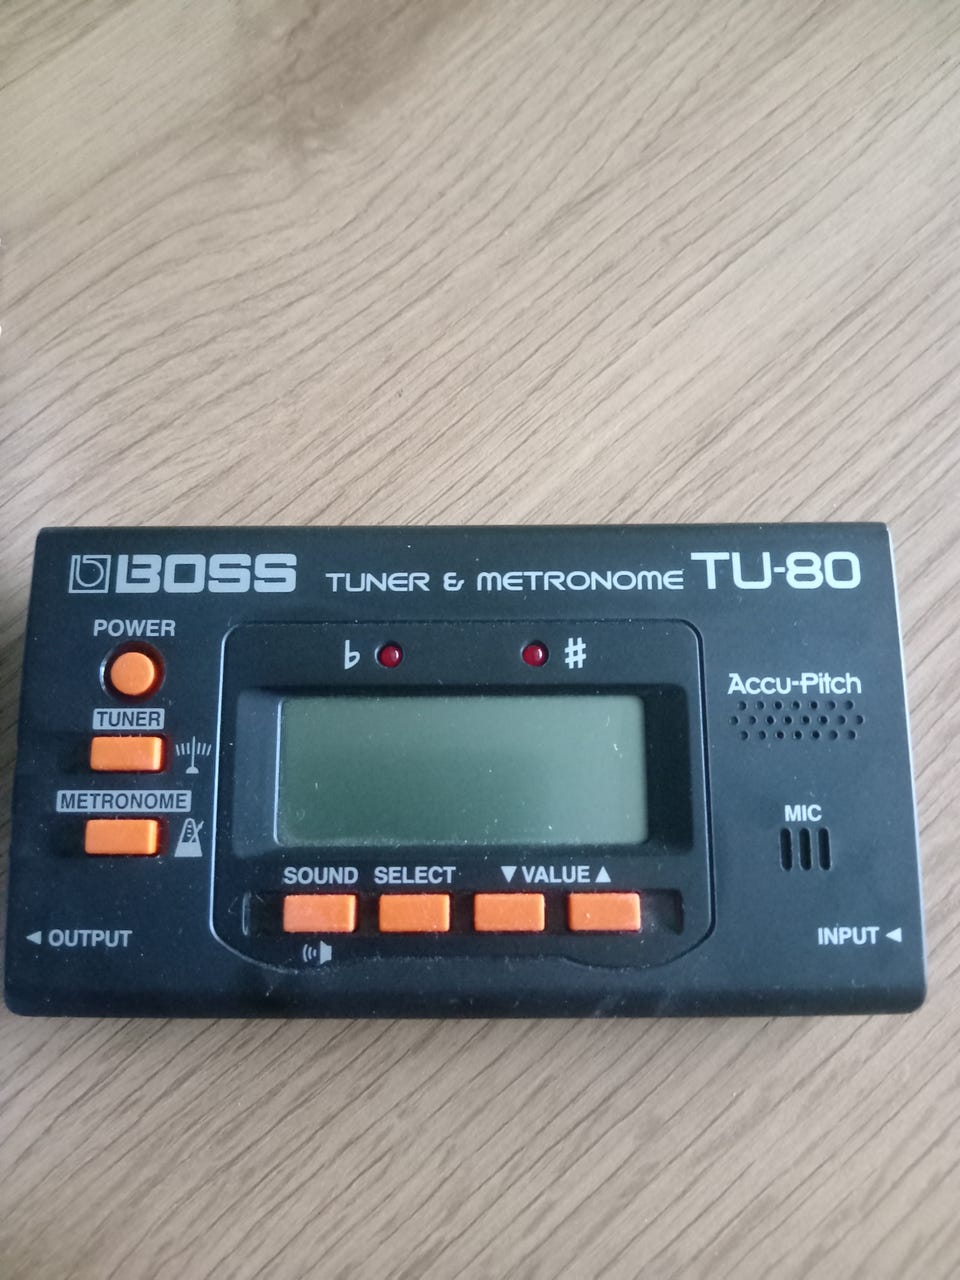 BOSS TUNER & METRONOME TU-80
POWER
♭ ♯
TUNER
Accu-Pitch
METRONOME
MIC
SOUND SELECT ▼ VALUE ▲
◀ OUTPUT
INPUT ◀